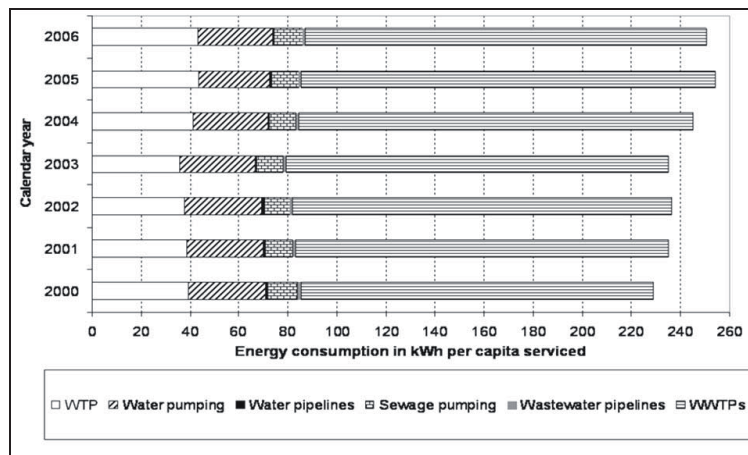 Calendar year
2006
2005
2004
2003
2002
2001
2000
0 20 40 60 80 100 120 140 160 180 200 220 240 260
Energy consumption in kWh per capita serviced
WTP Water pumping Water pipelines Sewage pumping Wastewater pipelines WWTPs